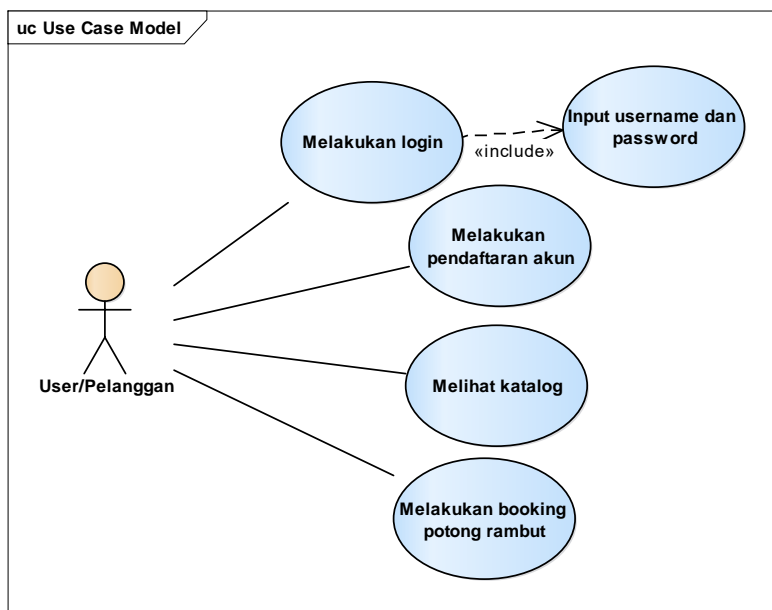 uc Use Case Model
Melakukan login
«include»
Input username dan
password
Melakukan
pendaftaran akun
User/Pelanggan
Melihat katalog
Melakukan booking
potong rambut